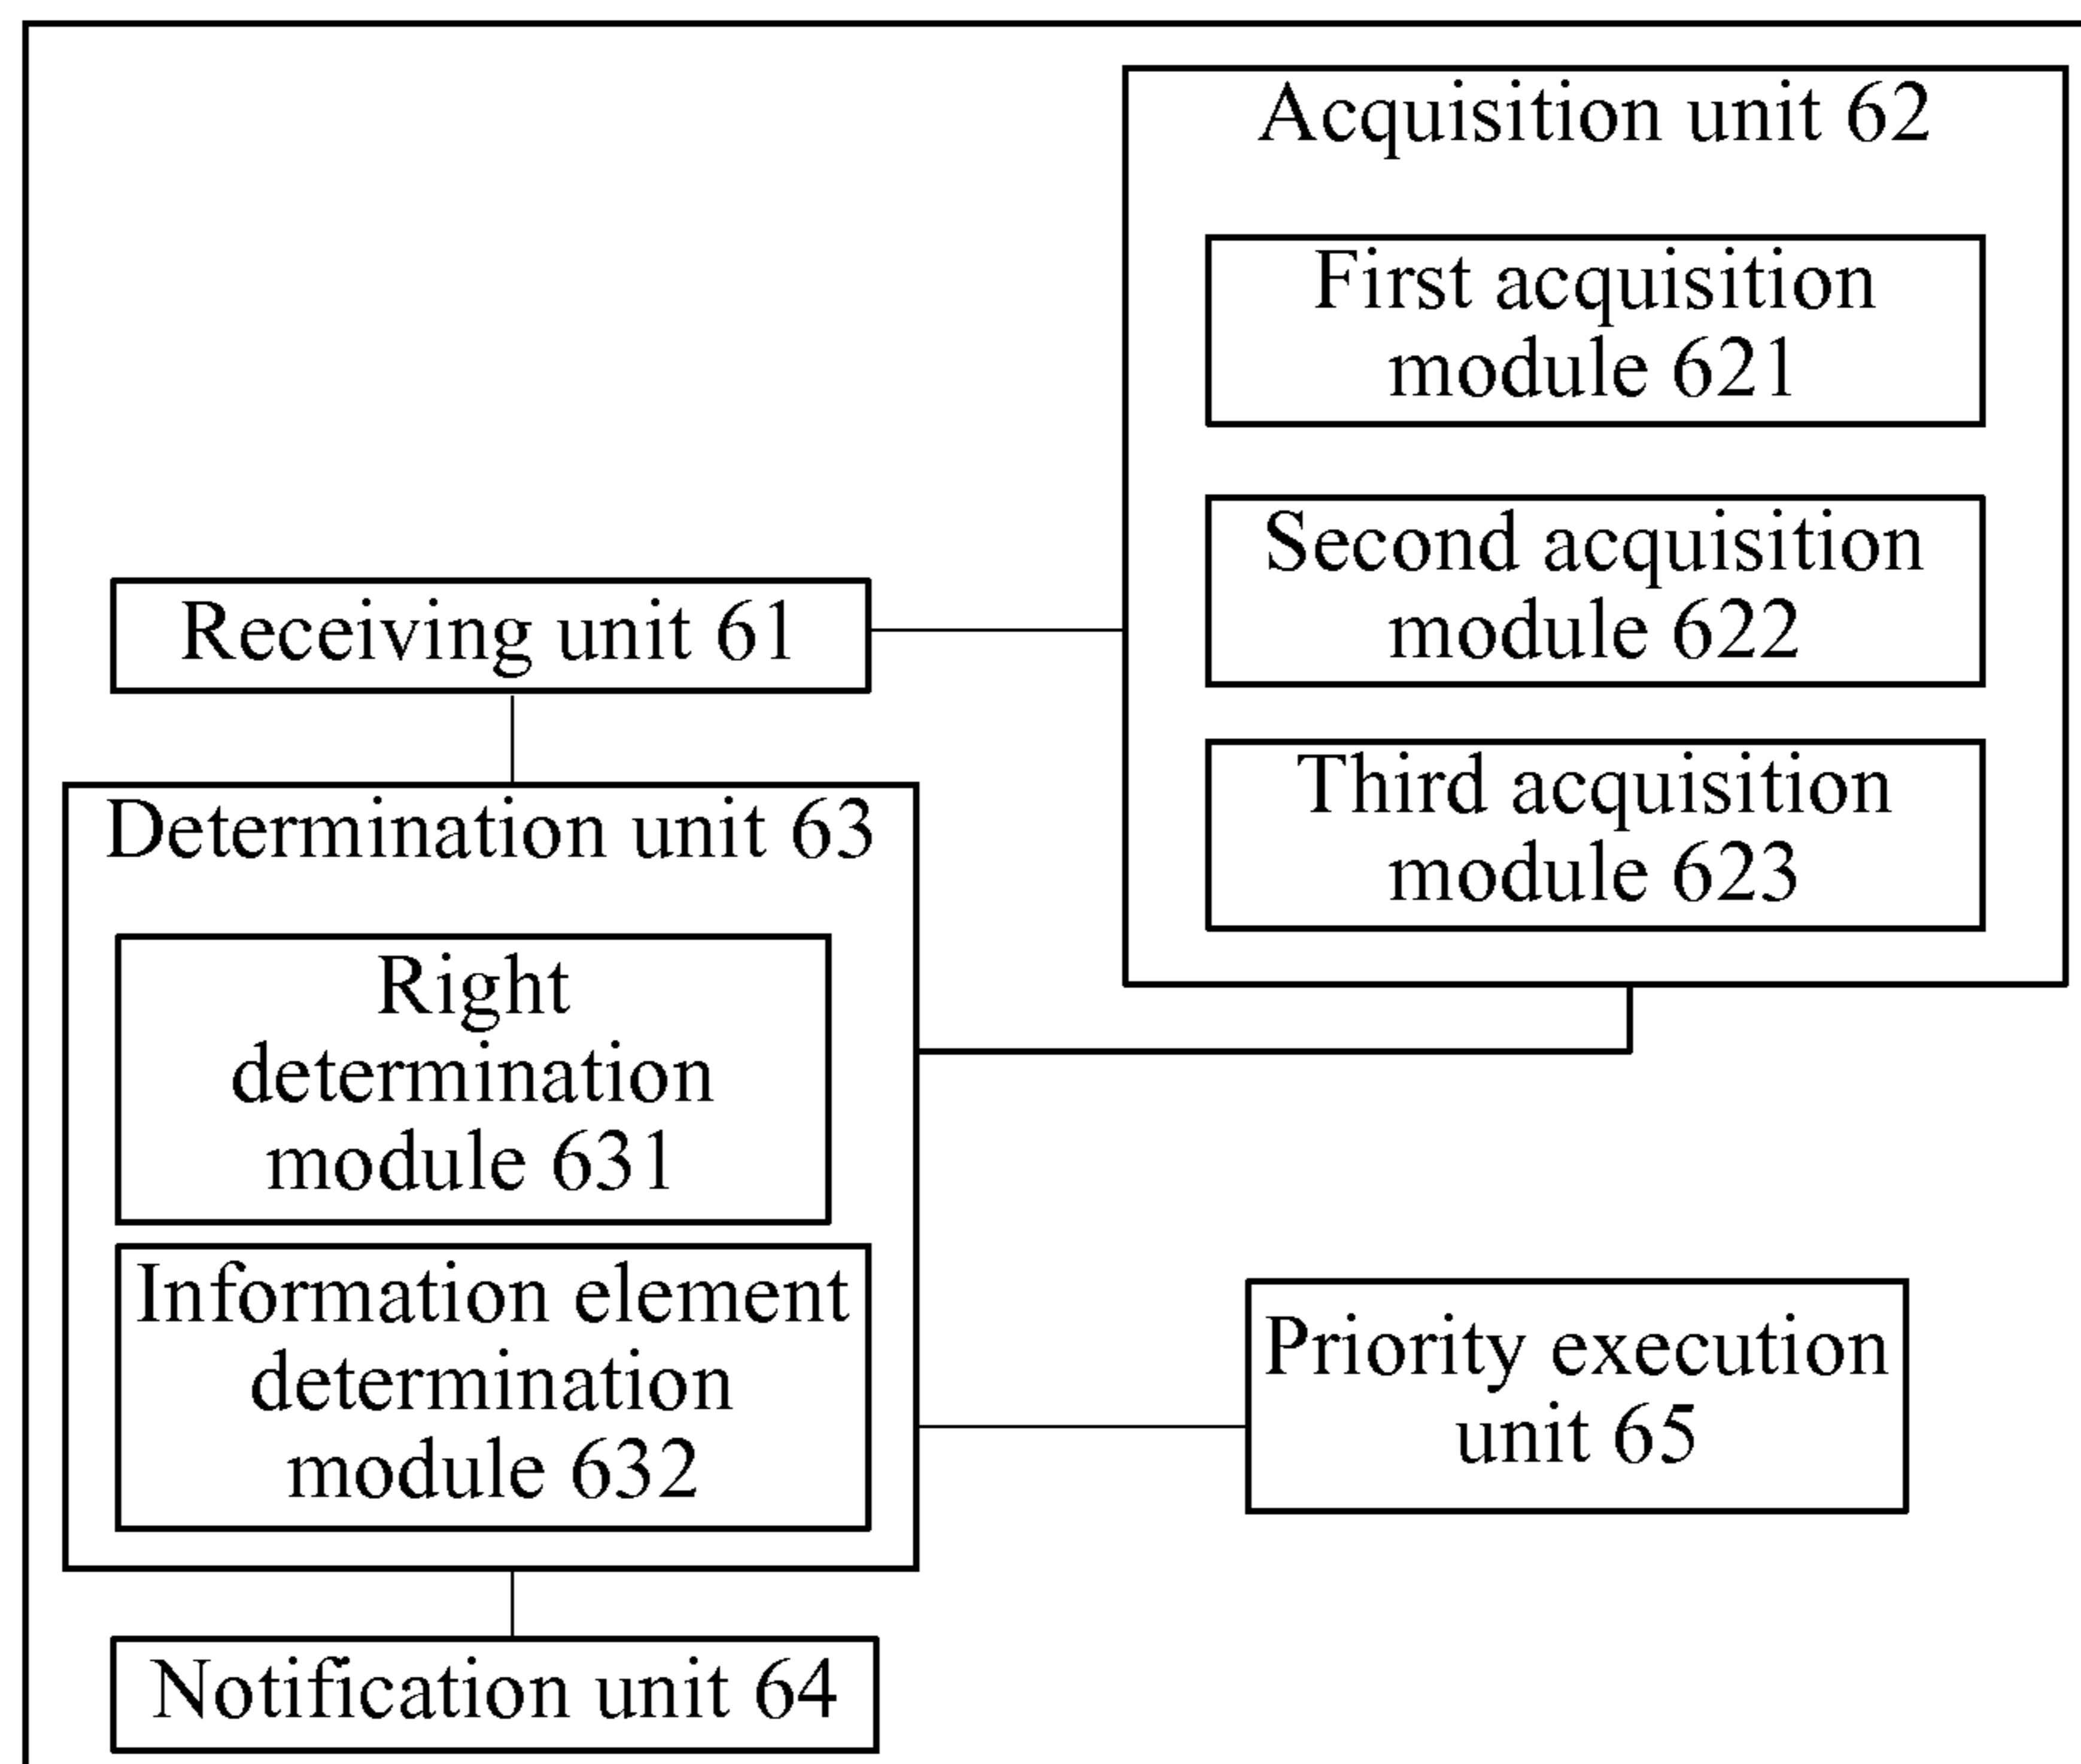 Acquisition unit 62
First acquisition
module 621
Second acquisition
module 622
Third acquisition
module 623
Receiving unit 61
Determination unit 63
Right
determination
module 631
Information element
determination
module 632
Priority execution
unit 65
Notification unit 64